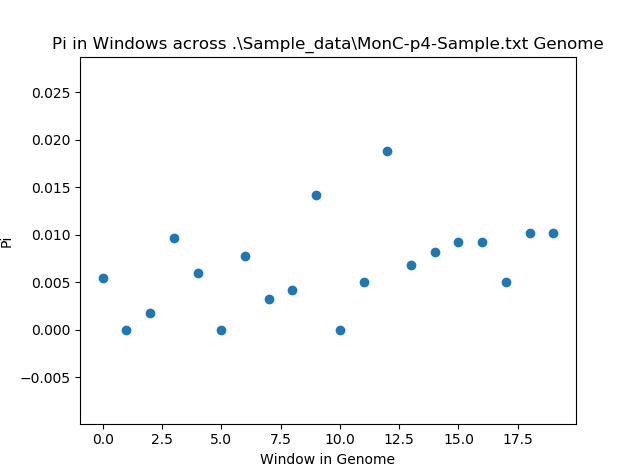 Pi in Windows across .\Sample_data\MonC-p4-Sample.txt Genome
0.025
0.020
0.015
0.010
0.005
0.000
−0.005
Pi
0.0 2.5 5.0 7.5 10.0 12.5 15.0 17.5
Window in Genome